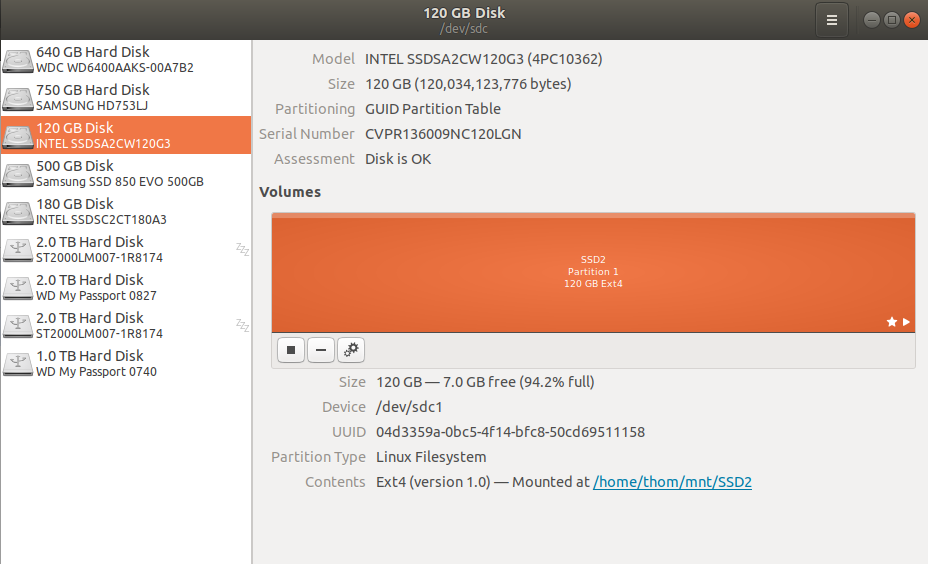 120 GB Disk
/dev/sdc
640 GB Hard Disk
WDC WD6400AAKS-00A7B2
750 GB Hard Disk
SAMSUNG HD753LJ
120 GB Disk
INTEL SSDSA2CW120G3
500 GB Disk
Samsung SSD 850 EVO 500GB
180 GB Disk
INTEL SSDSC2CT180A3
2.0 TB Hard Disk
ST2000LM007-1R8174
zzz
2.0 TB Hard Disk
WD My Passport 0827
2.0 TB Hard Disk
ST2000LM007-1R8174
zzz
1.0 TB Hard Disk
WD My Passport 0740
Model INTEL SSDSA2CW120G3 (4PC10362)
Size 120 GB (120,034,123,776 bytes)
Partitioning GUID Partition Table
Serial Number CVPR136009NC120LGN
Assessment Disk is OK
Volumes
SSD2
Partition 1
120 GB Ext4
Size 120 GB — 7.0 GB free (94.2% full)
Device /dev/sdc1
UUID 04d3359a-0bc5-4f14-bfc8-50cd69511158
Partition Type Linux Filesystem
Contents Ext4 (version 1.0) — Mounted at /home/thom/mnt/SSD2